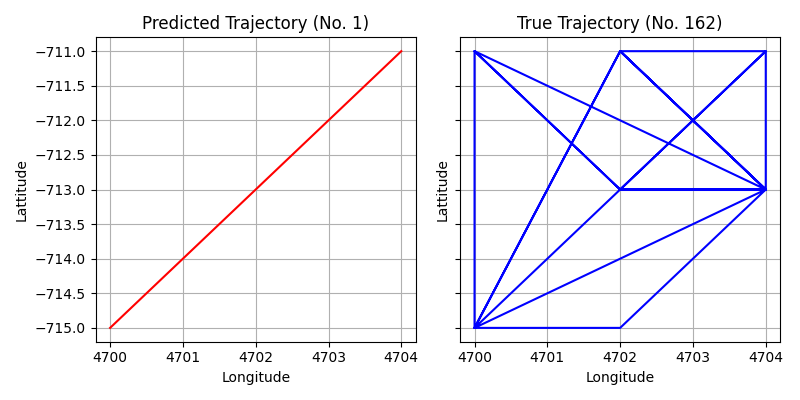 Predicted Trajectory (No. 1)
True Trajectory (No. 162)
−711.0
−711.5
−712.0
−712.5
−713.0
−713.5
−714.0
−714.5
−715.0
Lattitude
Lattitude
4700 4701 4702 4703 4704
4700 4701 4702 4703 4704
Longitude
Longitude